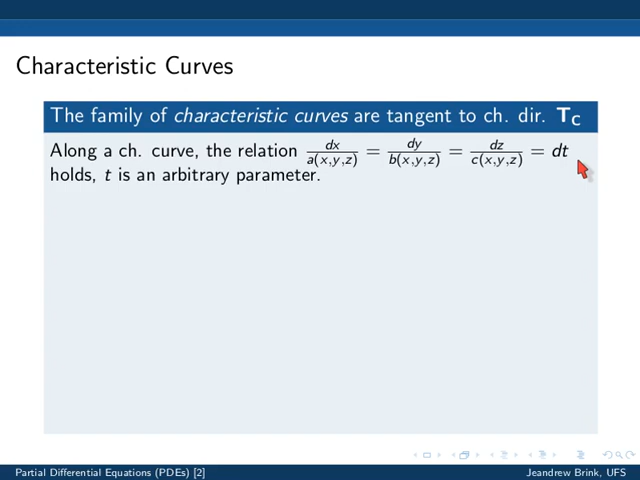 Characteristic Curves
The family of characteristic curves are tangent to ch. dir. T_C
Along a ch. curve, the relation dx/a(x,y,z) = dy/b(x,y,z) = dz/c(x,y,z) = dt
holds, t is an arbitrary parameter.
Partial Differential Equations (PDEs) [2]
Jeandrew Brink, UFS